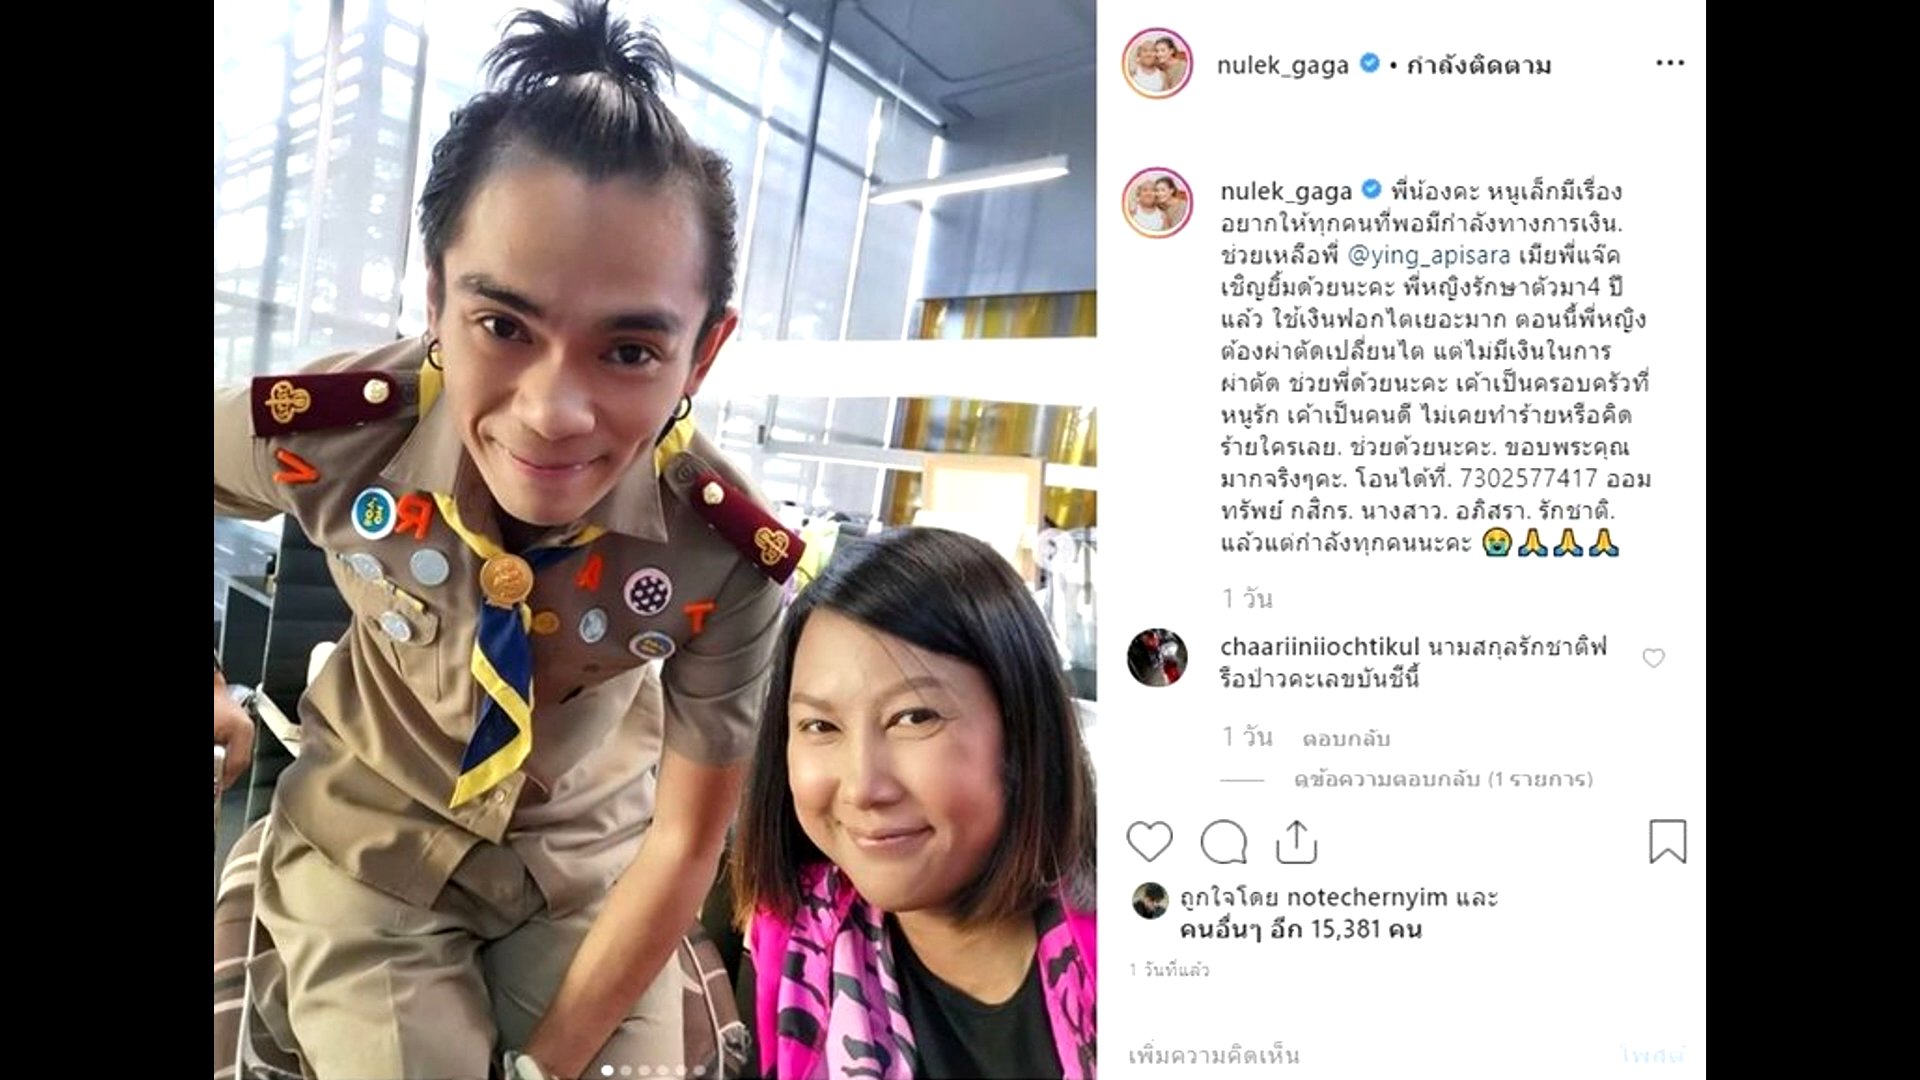 nulek_gaga • กำลังติดตาม
nulek_gaga พี่น้องคะ หนูเล็กมีเรื่อง
อยากให้ทุกคนที่พอมีกำลังทางการเงิน.
ช่วยเหลือพี่ @ying_apisara เมียพี่แจ๊ค
เชิญยิ้มด้วยนะคะ พี่หญิงรักษาตัวมา4 ปี
แล้ว ใช้เงินฟอกไตเยอะมาก ตอนนี้พี่หญิง
ต้องผ่าตัดเปลี่ยนไต แต่ไม่มีเงินในการ
ผ่าตัด ช่วยพี่ด้วยนะคะ เค้าเป็นครอบครัวที่
หนูรัก เค้าเป็นคนดี ไม่เคยทำร้ายหรือคิด
ร้ายใครเลย. ช่วยด้วยนะคะ. ขอบพระคุณ
มากจริงๆคะ. โอนได้ที่. 7302577417 ออม
ทรัพย์ กสิกร. นางสาว. อภิสรา. รักชาติ.
แล้วแต่กำลังทุกคนนะคะ 😭🙏🙏🙏
1 วัน
chaariiniiochtikul นามสกุลรักชาติฟ
รึอป่าวคะเลขบันชีนี้
1 วัน ตอบกลับ
ดูข้อความตอบกลับ (1 รายการ)
ถูกใจโดย notechernyim และ
คนอื่นๆ อีก 15,381 คน
1 วันที่แล้ว
เพิ่มความคิดเห็น โพสต์
V
R
A
T